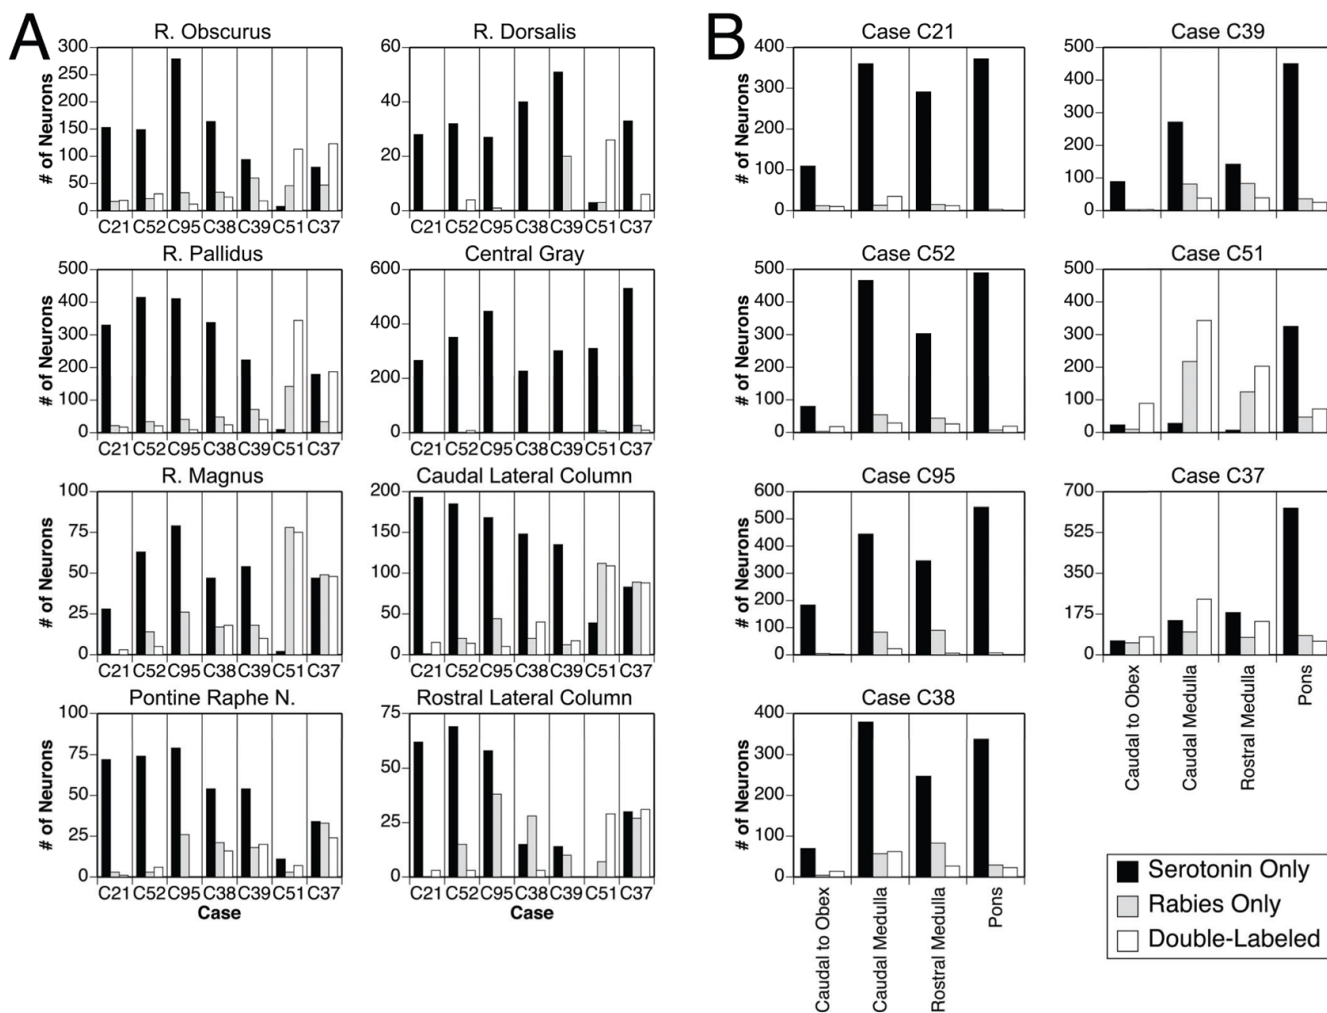 A
R. Obscurus
# of Neurons
300
250
200
150
100
50
0
C21 C52 C95 C38 C39 C51 C37
R. Dorsalis
60
40
20
0
C21 C52 C95 C38 C39 C51 C37
R. Pallidus
# of Neurons
500
400
300
200
100
0
C21 C52 C95 C38 C39 C51 C37
Central Gray
600
400
200
0
C21 C52 C95 C38 C39 C51 C37
R. Magnus
# of Neurons
100
75
50
25
0
C21 C52 C95 C38 C39 C51 C37
Caudal Lateral Column
200
150
100
50
0
C21 C52 C95 C38 C39 C51 C37
Pontine Raphe N.
# of Neurons
100
75
50
25
0
C21 C52 C95 C38 C39 C51 C37
Case
Rostral Lateral Column
75
50
25
0
C21 C52 C95 C38 C39 C51 C37
Case
B
Case C21
# of Neurons
400
300
200
100
0
Case C39
500
400
300
200
100
0
Case C52
# of Neurons
500
400
300
200
100
0
Case C51
500
400
300
200
100
0
Case C95
# of Neurons
600
500
400
300
200
100
0
Case C37
700
525
350
175
0
Caudal to Obex
Caudal Medulla
Rostral Medulla
Pons
Case C38
# of Neurons
400
300
200
100
0
Caudal to Obex
Caudal Medulla
Rostral Medulla
Pons
Serotonin Only
Rabies Only
Double-Labeled